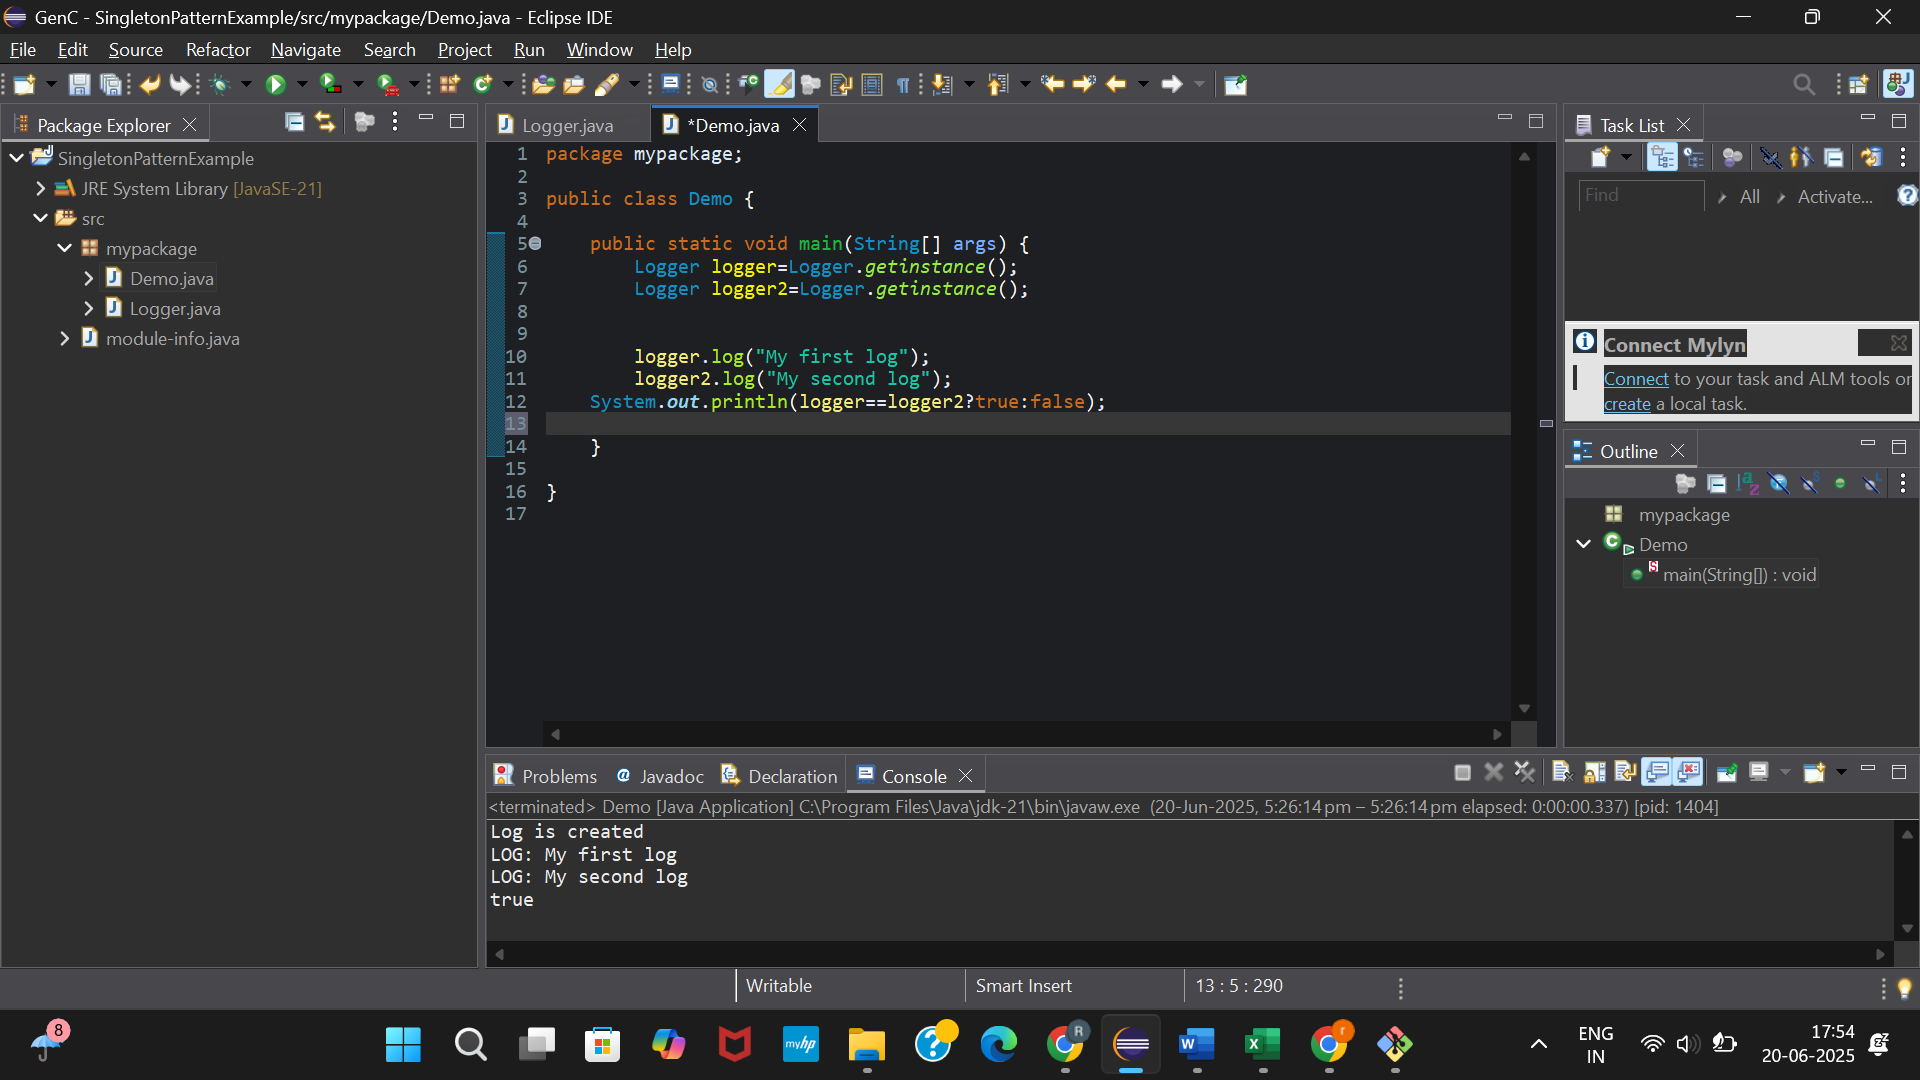 GenC - SingletonPatternExample/src/mypackage/Demo.java - Eclipse IDE
File Edit Source Refactor Navigate Search Project Run Window Help
Package Explorer
SingletonPatternExample
JRE System Library [JavaSE-21]
src
mypackage
Demo.java
Logger.java
module-info.java
Logger.java
*Demo.java
1 package mypackage;
2
3 public class Demo {
4
5 public static void main(String[] args) {
6 Logger logger=Logger.getinstance();
7 Logger logger2=Logger.getinstance();
8
9
10 logger.log("My first log");
11 logger2.log("My second log");
12 System.out.println(logger==logger2?true:false);
13
14 }
15
16 }
17
Task List
Find All Activate...
Connect Mylyn
Connect to your task and ALM tools or
create a local task.
Outline
mypackage
Demo
main(String[]) : void
Problems Javadoc Declaration Console
<terminated> Demo [Java Application] C:\Program Files\Java\jdk-21\bin\javaw.exe (20-Jun-2025, 5:26:14 pm – 5:26:14 pm elapsed: 0:00:00.337) [pid: 1404]
Log is created
LOG: My first log
LOG: My second log
true
Writable Smart Insert 13 : 5 : 290
8
myhp
R
r
ENG
IN
17:54
20-06-2025